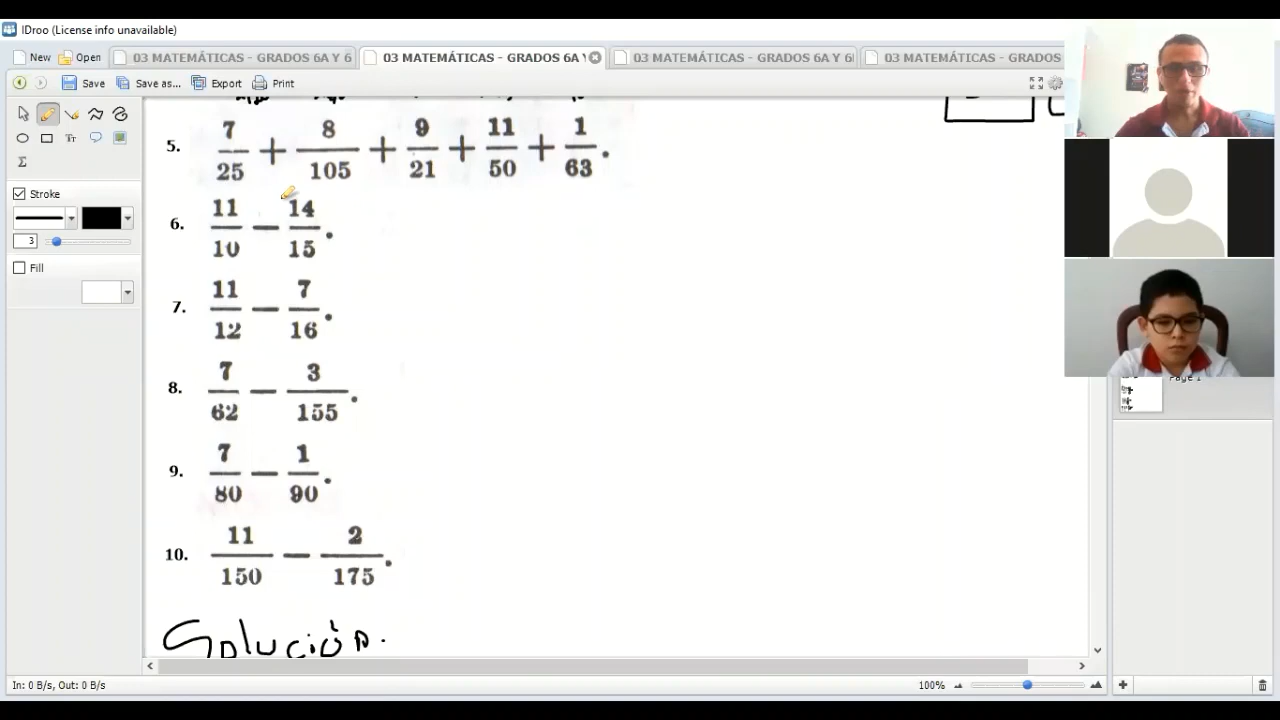 IDroo (License info unavailable)
New Open 03 MATEMÁTICAS - GRADOS 6A Y 6 03 MATEMÁTICAS - GRADOS 6A Y 03 MATEMÁTICAS - GRADOS 6A Y 6 03 MATEMÁTICAS - GRADOS
Save Save as... Export Print
Stroke
3
Fill
5. 7/25 + 8/105 + 9/21 + 11/50 + 1/63.
6. 11/10 − 14/15.
7. 11/12 − 7/16.
8. 7/62 − 3/155.
9. 7/80 − 1/90.
10. 11/150 − 2/175.
Solución.
Page 1
In: 0 B/s, Out: 0 B/s 100%